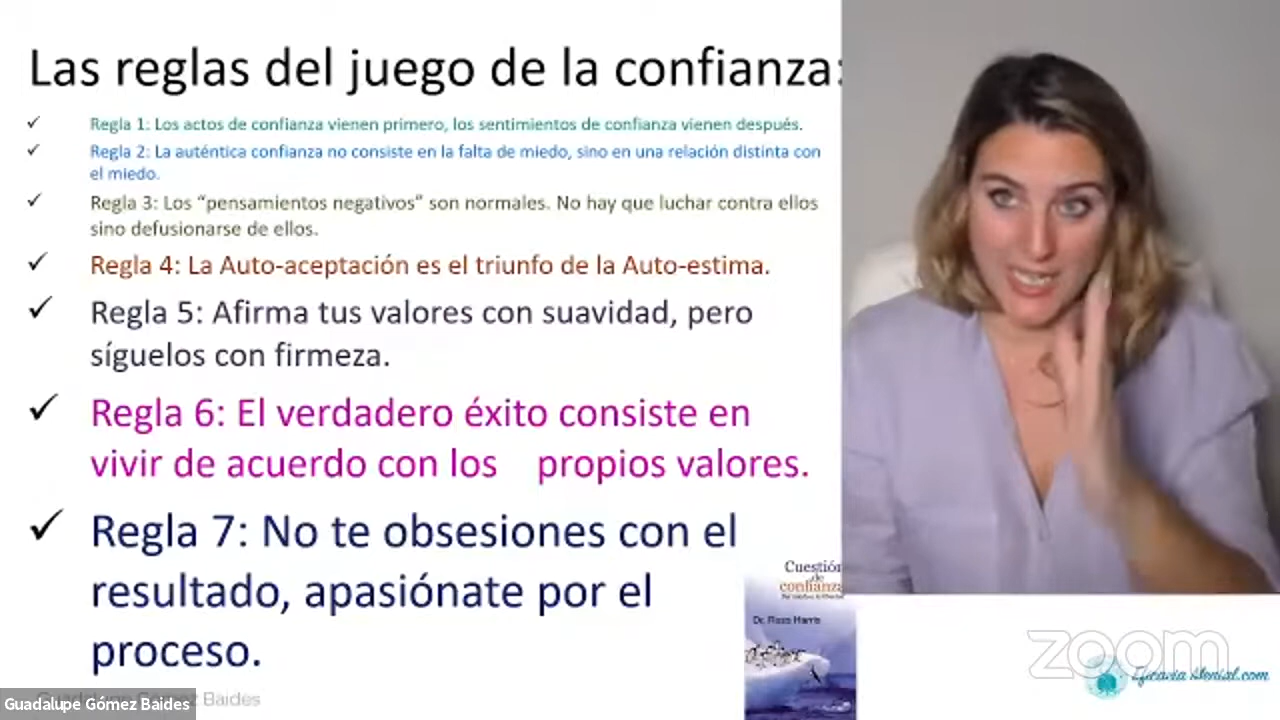 Las reglas del juego de la confianza:
✓ Regla 1: Los actos de confianza vienen primero, los sentimientos de confianza vienen después.
✓ Regla 2: La auténtica confianza no consiste en la falta de miedo, sino en una relación distinta con
el miedo.
✓ Regla 3: Los “pensamientos negativos” son normales. No hay que luchar contra ellos
sino defusionarse de ellos.
✓ Regla 4: La Auto-aceptación es el triunfo de la Auto-estima.
✓ Regla 5: Afirma tus valores con suavidad, pero
síguelos con firmeza.
✓ Regla 6: El verdadero éxito consiste en
vivir de acuerdo con los propios valores.
✓ Regla 7: No te obsesiones con el
resultado, apasiónate por el
proceso.
Cuestión
de
confianza
Dr. Russ Harris
zoom
Eficacia Mental.com
Guadalupe Gómez Baides
Guadalupe Gómez Baides